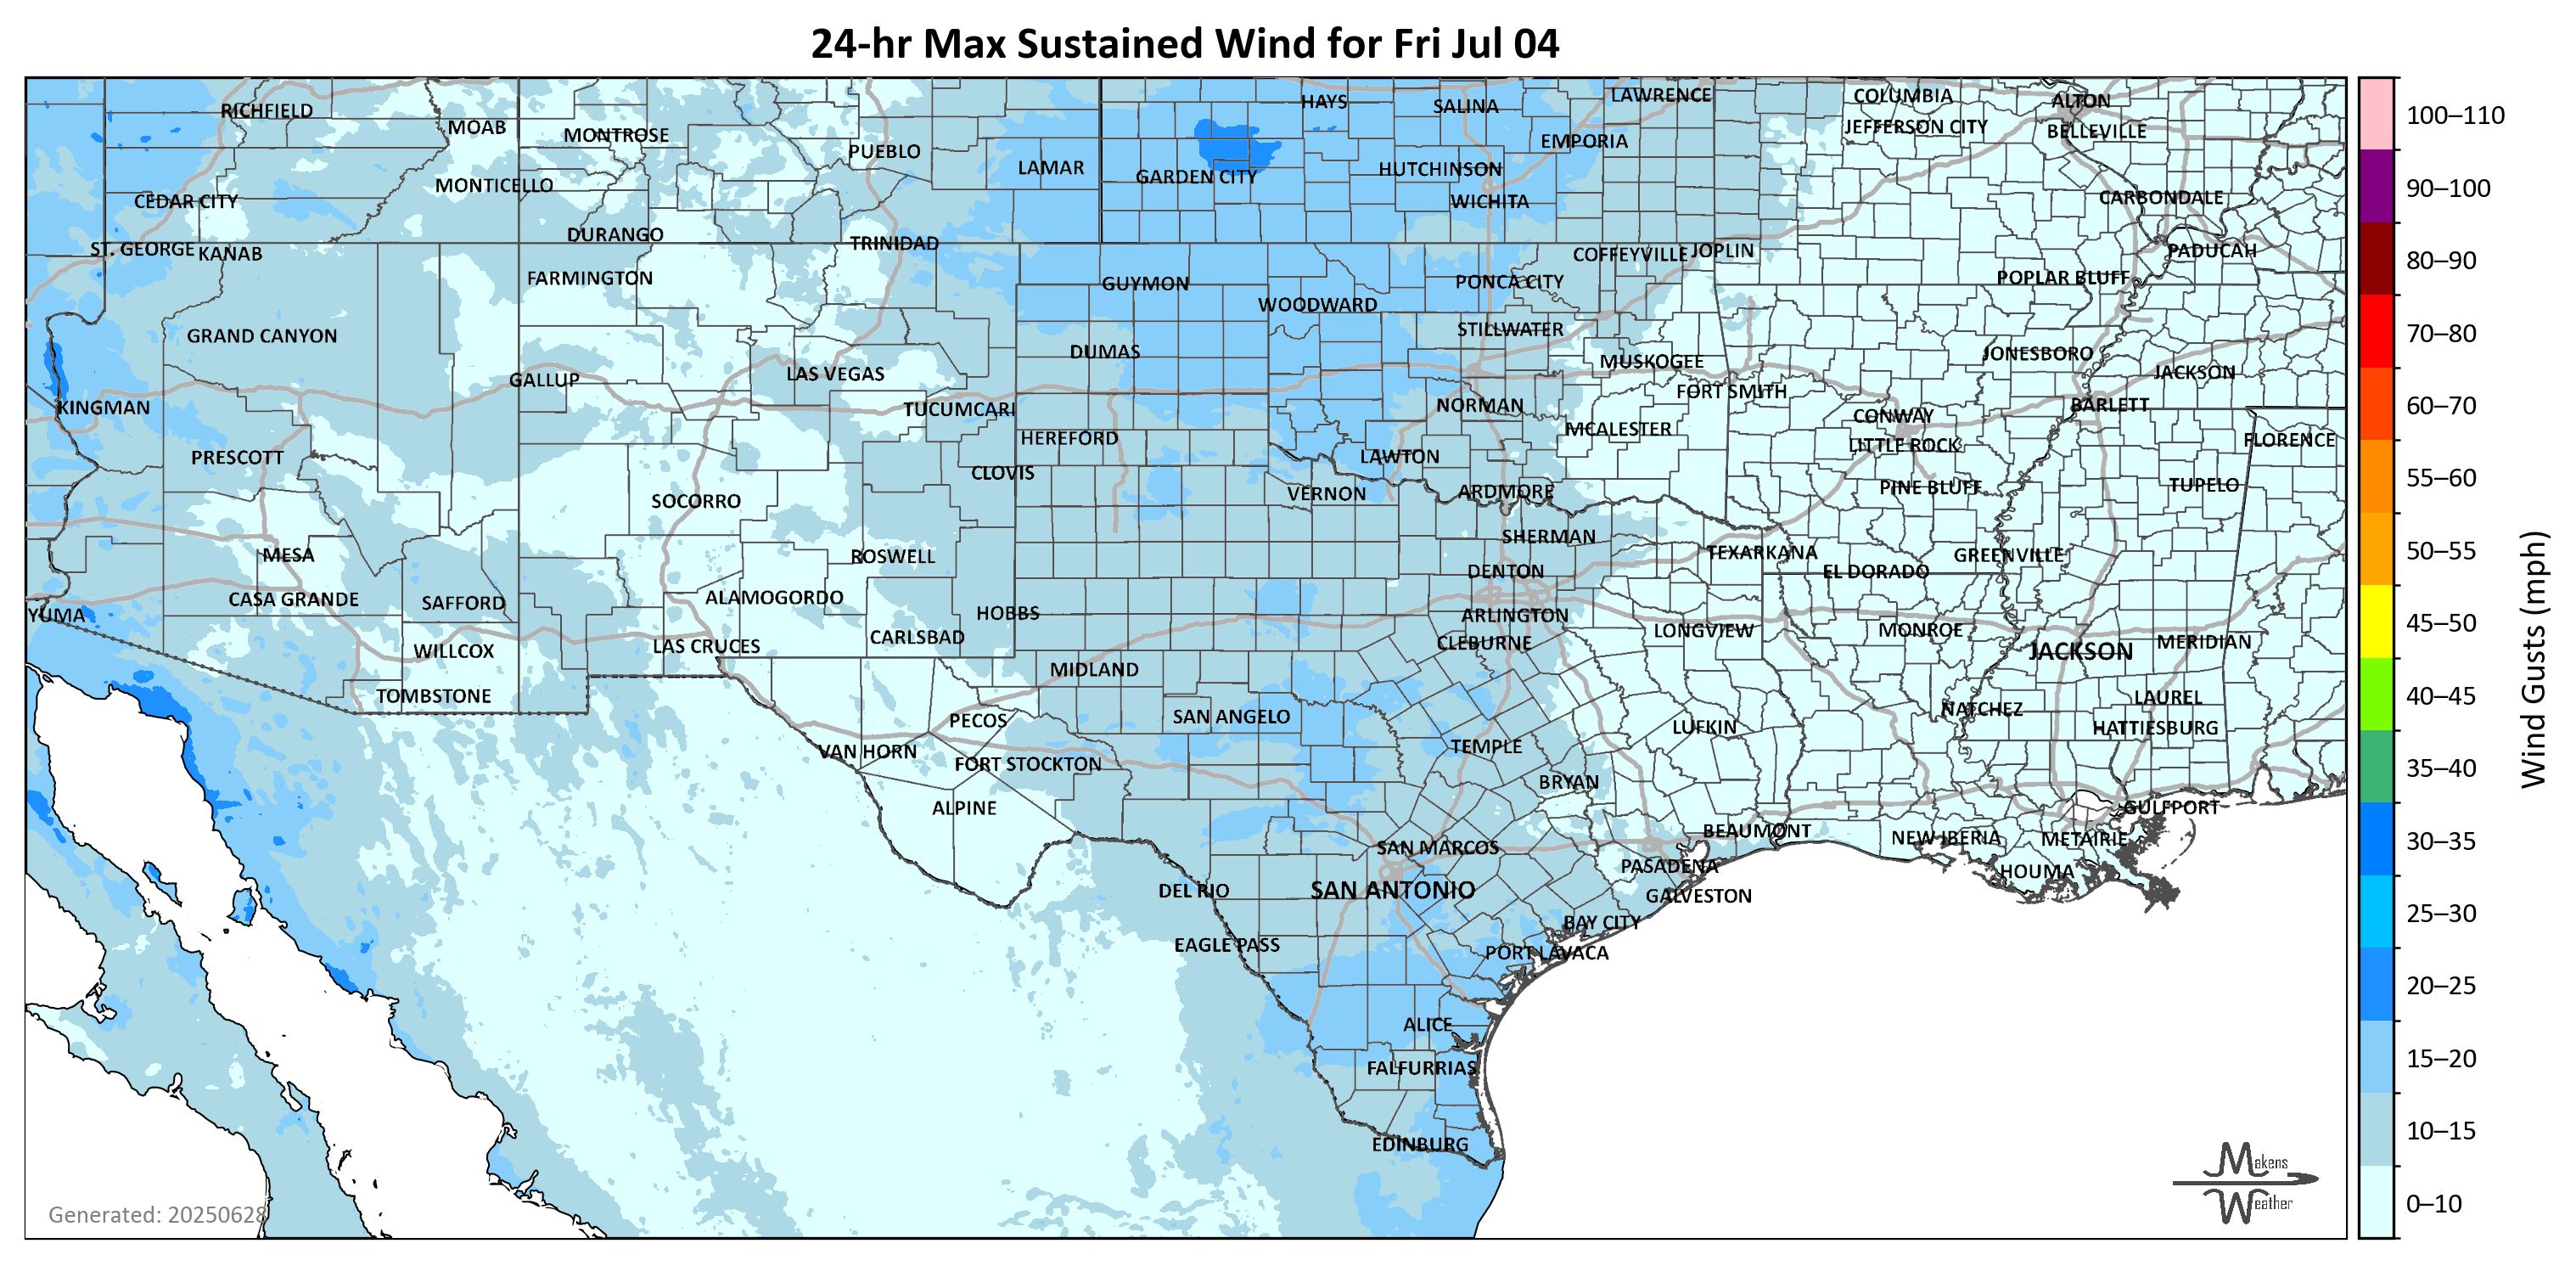 24-hr Max Sustained Wind for Fri Jul 04
RICHFIELD
MOAB
MONTROSE
PUEBLO
LAMAR
HAYS
SALINA
LAWRENCE
COLUMBIA
ALTON
JEFFERSON CITY
BELLEVILLE
EMPORIA
GARDEN CITY
HUTCHINSON
WICHITA
CARBONDALE
MONTICELLO
CEDAR CITY
DURANGO
TRINIDAD
ST. GEORGE
KANAB
COFFEYVILLE
JOPLIN
PADUCAH
FARMINGTON
GUYMON
PONCA CITY
POPLAR BLUFF
WOODWARD
GRAND CANYON
STILLWATER
DUMAS
MUSKOGEE
JONESBORO
GALLUP
LAS VEGAS
JACKSON
FORT SMITH
KINGMAN
TUCUMCARI
NORMAN
CONWAY
BARLETT
HEREFORD
MCALESTER
LITTLE ROCK
FLORENCE
PRESCOTT
CLOVIS
LAWTON
SOCORRO
VERNON
ARDMORE
PINE BLUFF
TUPELO
MESA
ROSWELL
SHERMAN
TEXARKANA
GREENVILLE
DENTON
EL DORADO
CASA GRANDE
SAFFORD
ALAMOGORDO
HOBBS
YUMA
ARLINGTON
CARLSBAD
CLEBURNE
LONGVIEW
MONROE
MERIDIAN
WILLCOX
LAS CRUCES
JACKSON
MIDLAND
TOMBSTONE
LAUREL
PECOS
SAN ANGELO
NATCHEZ
LUFKIN
HATTIESBURG
VAN HORN
FORT STOCKTON
TEMPLE
BRYAN
ALPINE
GULFPORT
BEAUMONT
NEW IBERIA
METAIRIE
SAN MARCOS
PASADENA
HOUMA
DEL RIO
SAN ANTONIO
GALVESTON
BAY CITY
EAGLE PASS
PORT LAVACA
ALICE
FALFURRIAS
EDINBURG
Generated: 20250628
Makens
Weather
100–110
90–100
80–90
70–80
60–70
55–60
50–55
45–50
40–45
35–40
30–35
25–30
20–25
15–20
10–15
0–10
Wind Gusts (mph)